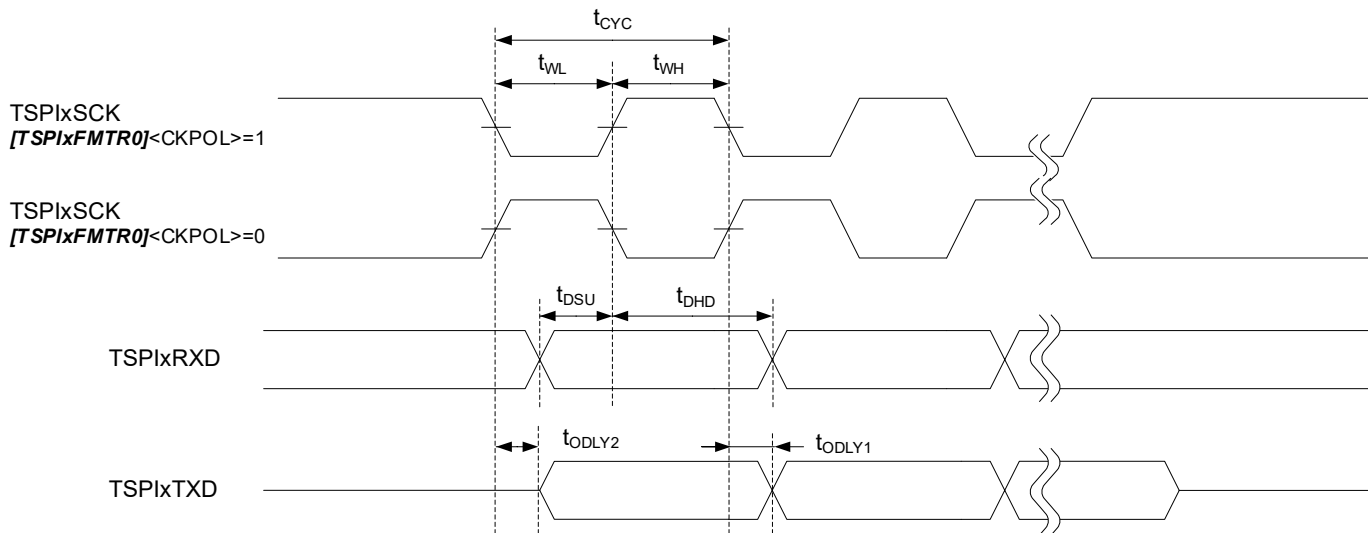 tCYC
tWL tWH
TSPIxSCK
[TSPIxFMTR0]<CKPOL>=1
TSPIxSCK
[TSPIxFMTR0]<CKPOL>=0
tDSU tDHD
TSPIxRXD
tODLY2 tODLY1
TSPIxTXD